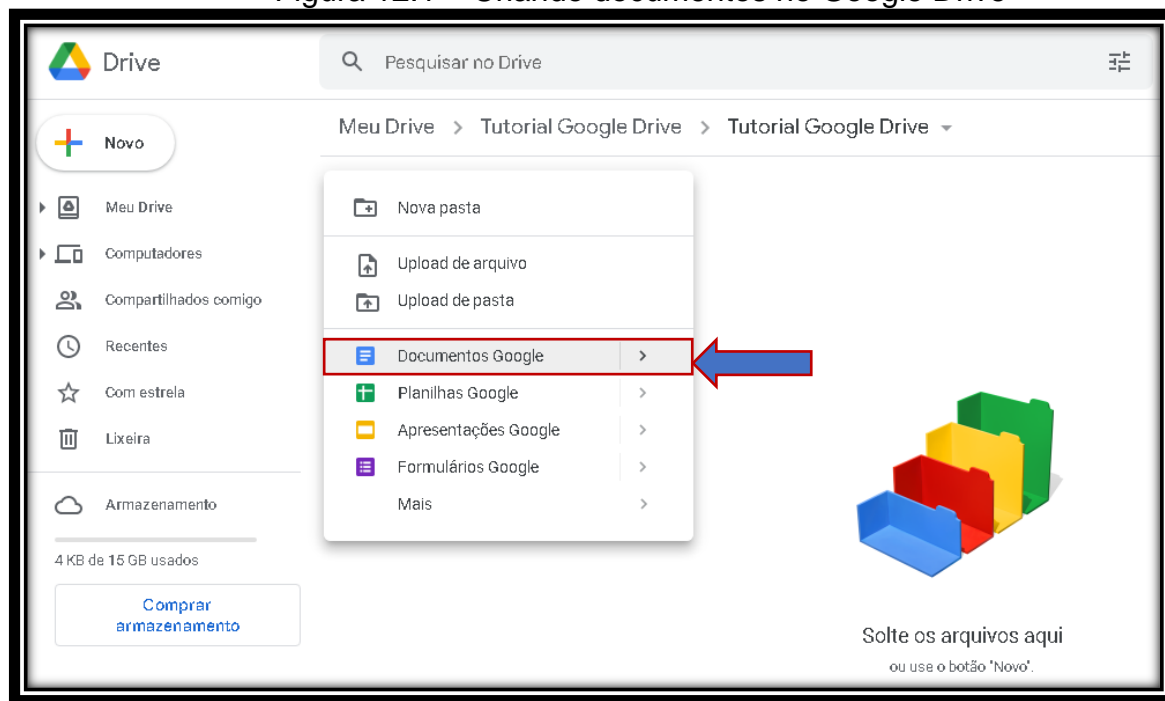 Drive
Pesquisar no Drive
Novo
Meu Drive > Tutorial Google Drive > Tutorial Google Drive
Meu Drive
Computadores
Compartilhados comigo
Recentes
Com estrela
Lixeira
Armazenamento
4 KB de 15 GB usados
Comprar
armazenamento
Nova pasta
Upload de arquivo
Upload de pasta
Documentos Google
Planilhas Google
Apresentações Google
Formulários Google
Mais
Solte os arquivos aqui
ou use o botão "Novo".